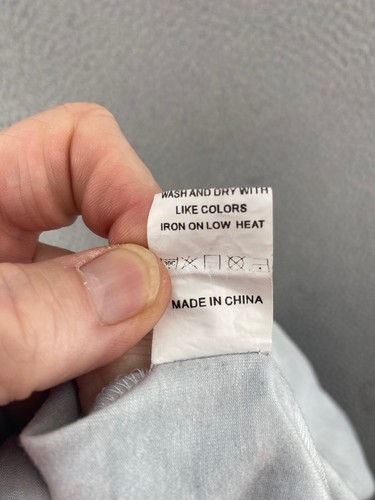 WASH AND DRY WITH
LIKE COLORS
IRON ON LOW HEAT
MADE IN CHINA